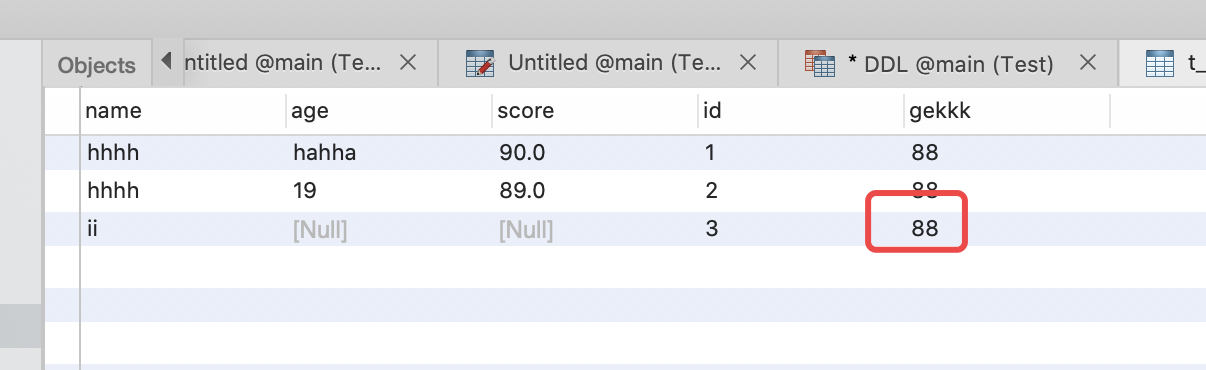 Objects ntitled @main (Te... Untitled @main (Te... * DDL @main (Test) t_
name age score id gekkk
hhhh hahha 90.0 1 88
hhhh 19 89.0 2 88
ii [Null] [Null] 3 88